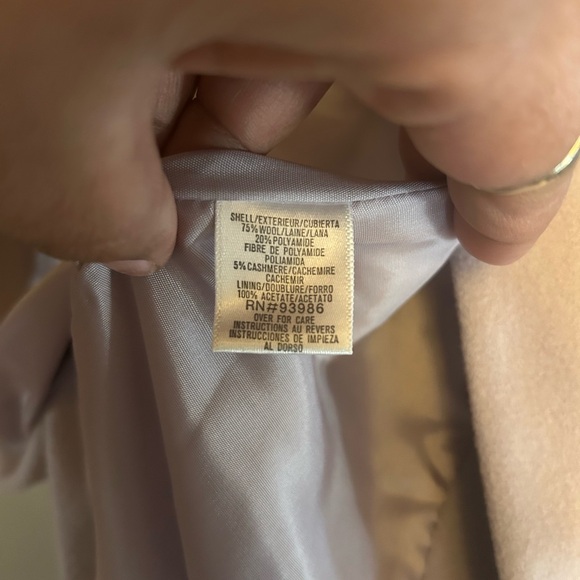 SHELL/EXTERIEUR/CUBIERTA
75% WOOL/LAINE/LANA
20% POLYAMIDE
FIBRE DE POLYAMIDE
POLIAMIDA
5% CASHMERE/CACHEMIRE
CACHEMIR
LINING/DOUBLURE/FORRO
100% ACETATE/ACETATO
RN#93986
OVER FOR CARE
INSTRUCTIONS AU REVERS
INSTRUCCIONES DE IMPIEZA
AL DORSO